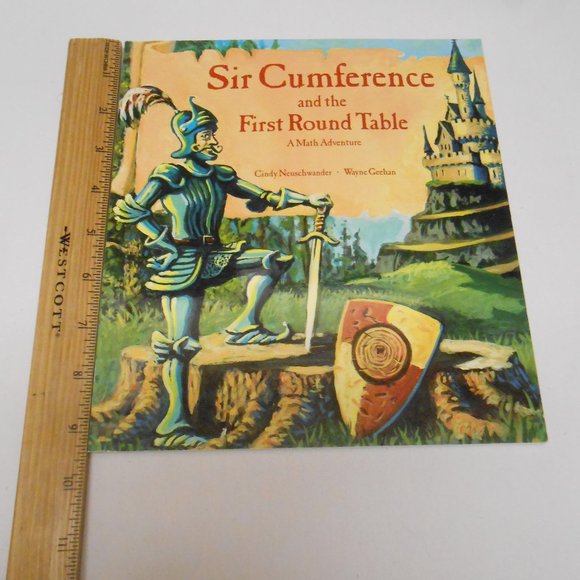 Sir Cumference
and the
First Round Table
A Math Adventure
Cindy Neuschwander · Wayne Geehan
WESTCOTT